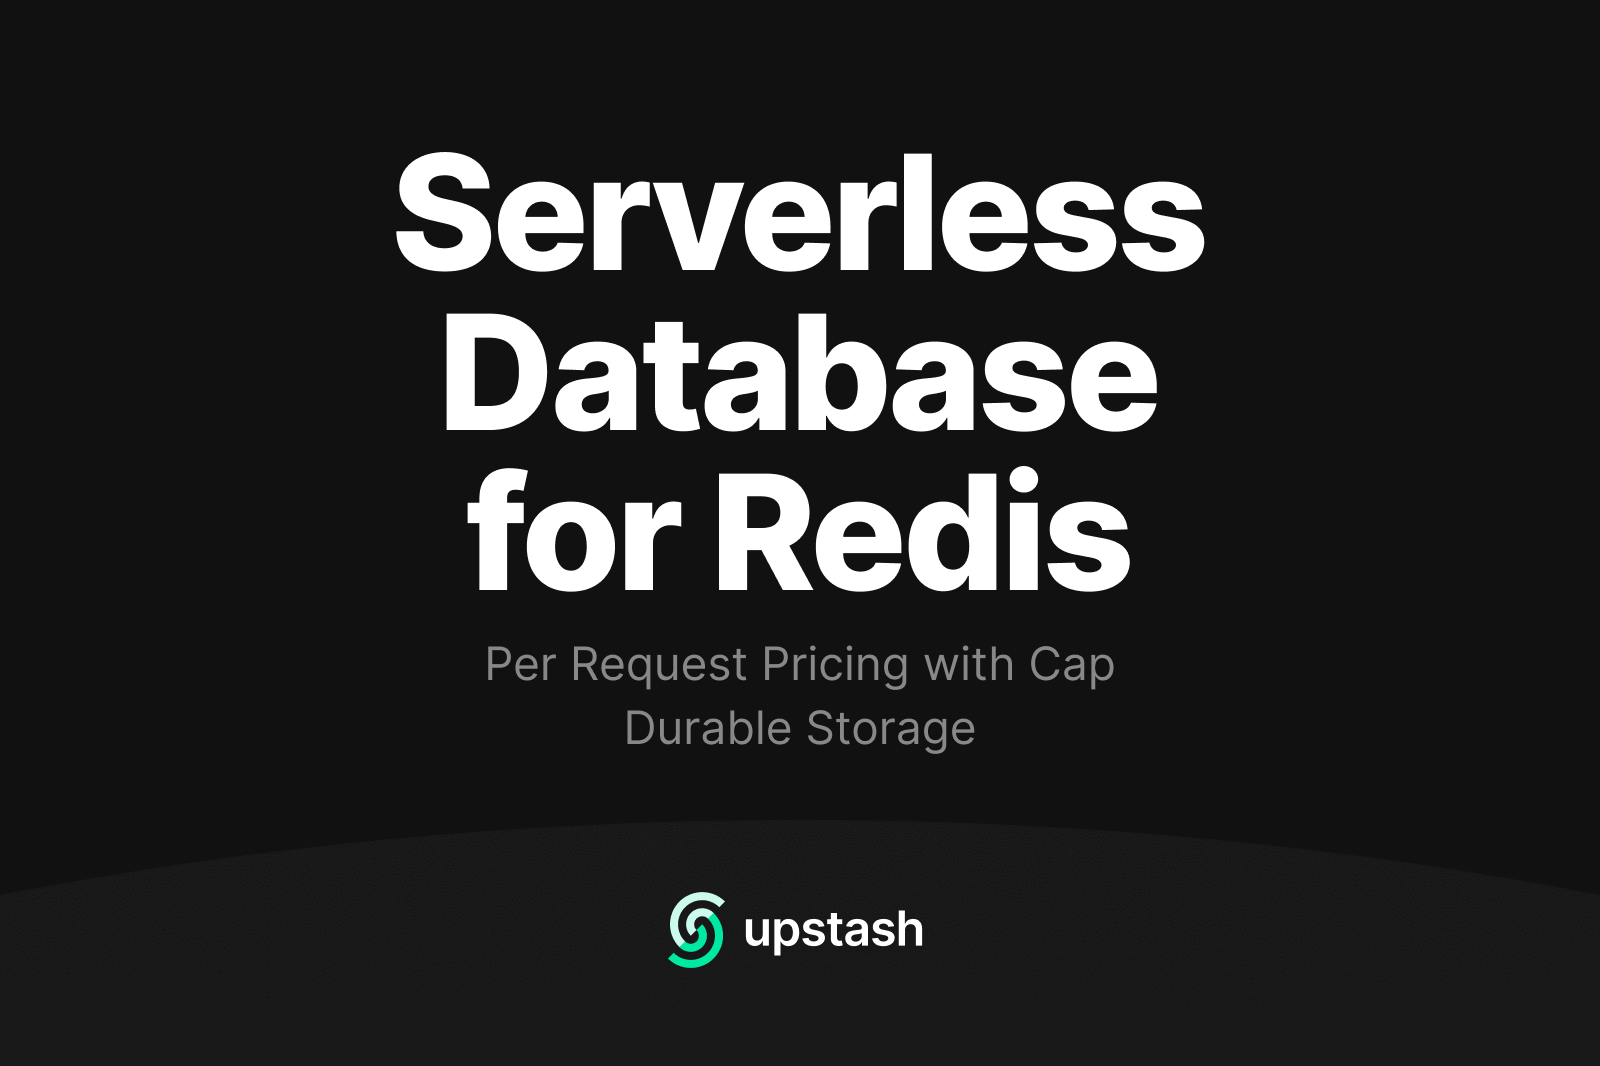 Serverless
Database
for Redis
Per Request Pricing with Cap
Durable Storage
upstash